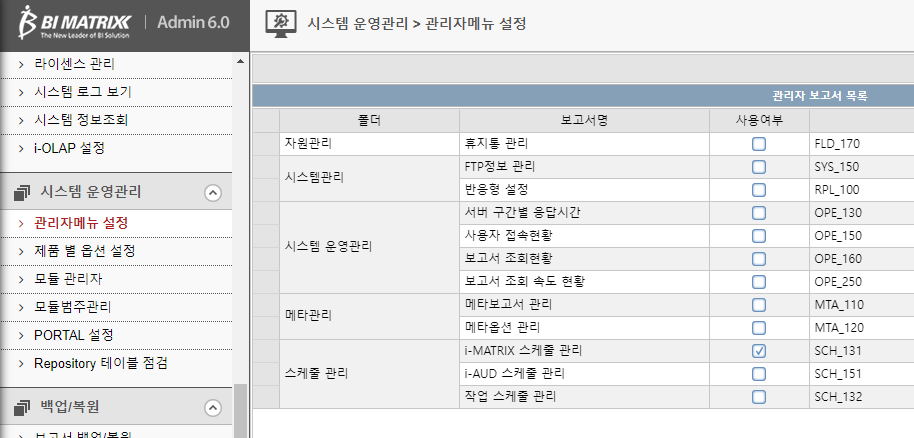 BI MATRIX
The New Leader of BI Solution
Admin 6.0
시스템 운영관리 > 관리자메뉴 설정
라이센스 관리
시스템 로그 보기
시스템 정보조회
i-OLAP 설정
시스템 운영관리
관리자메뉴 설정
제품 별 옵션 설정
모듈 관리자
모듈범주관리
PORTAL 설정
Repository 테이블 점검
백업/복원
보고서 백업/복원
관리자 보고서 목록
폴더 보고서명 사용여부
자원관리 휴지통 관리 FLD_170
시스템관리 FTP정보 관리 SYS_150
반응형 설정 RPL_100
시스템 운영관리 서버 구간별 응답시간 OPE_130
사용자 접속현황 OPE_150
보고서 조회현황 OPE_160
보고서 조회 속도 현황 OPE_250
메타관리 메타보고서 관리 MTA_110
메타옵션 관리 MTA_120
스케줄 관리 i-MATRIX 스케줄 관리 SCH_131
i-AUD 스케줄 관리 SCH_151
작업 스케줄 관리 SCH_132